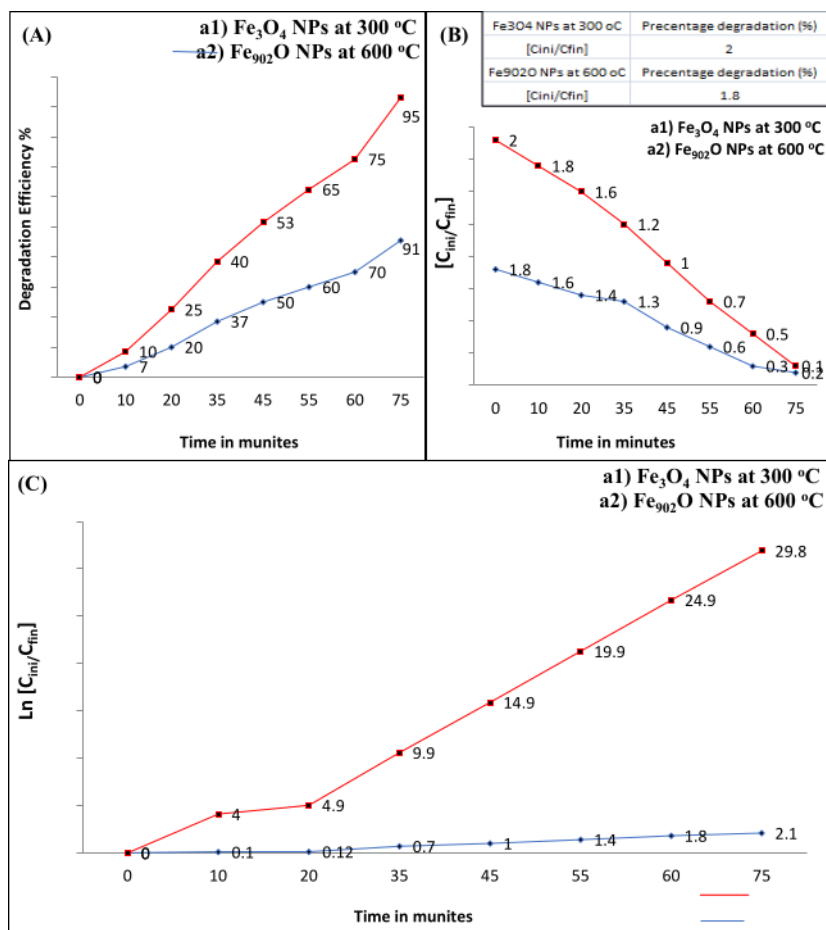 (A)
a1) Fe₃O₄ NPs at 300 ºC
a2) Fe₉₀₂O NPs at 600 ºC
Degradation Efficiency %
95
75
65
53
40
25
10
0
91
70
60
50
37
20
7
0
0 10 20 35 45 55 60 75
Time in munites
(B)
Fe3O4 NPs at 300 oC Precentage degradation (%)
[Cini/Cfin] 2
Fe902O NPs at 600 oC Precentage degradation (%)
[Cini/Cfin] 1.8
a1) Fe₃O₄ NPs at 300 ºC
a2) Fe₉₀₂O NPs at 600 ºC
[Cini/Cfin]
2
1.8
1.6
1.2
1
0.7
0.5
0.1
1.8
1.6
1.4
1.3
0.9
0.6
0.3
0.2
0 10 20 35 45 55 60 75
Time in minutes
(C)
a1) Fe₃O₄ NPs at 300 ºC
a2) Fe₉₀₂O NPs at 600 ºC
Ln [Cini/Cfin]
29.8
24.9
19.9
14.9
9.9
4.9
4
0
0
0.1
0.12
0.7
1
1.4
1.8
2.1
0 10 20 35 45 55 60 75
Time in munites